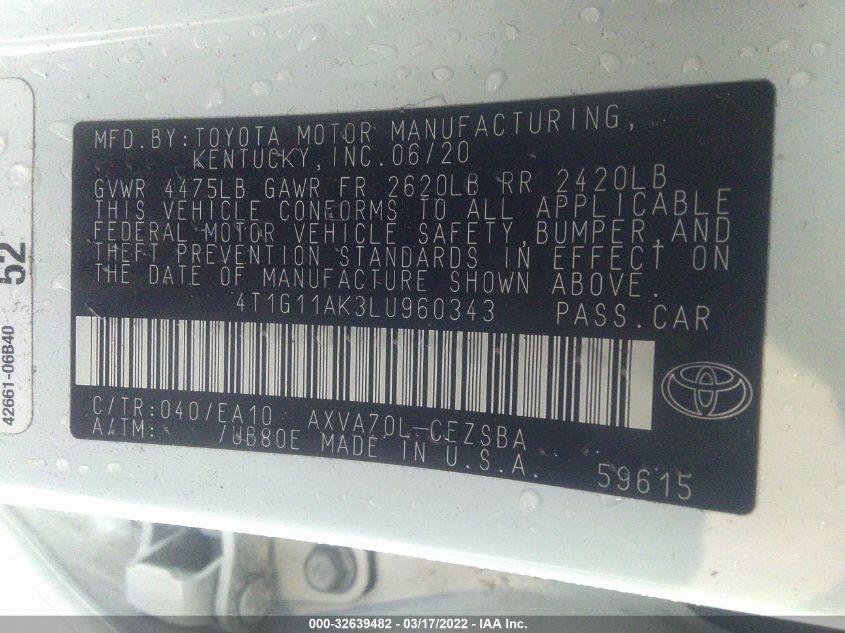 MFD.BY:TOYOTA MOTOR MANUFACTURING,
KENTUCKY,INC.06/20
GVWR 4475LB GAWR FR 2620LB RR 2420LB
THIS VEHICLE CONFORMS TO ALL APPLICABLE
FEDERAL MOTOR VEHICLE SAFETY,BUMPER,AND
THEFT PREVENTION STANDARDS IN EFFECT ON
THE DATE OF MANUFACTURE SHOWN ABOVE.
4T1G11AK3LU960343 PASS.CAR
C/TR:040/EA10 AXVA70L-CEZSBA
A/TM: /UB80E MADE IN U.S.A.
59615
52
42661-06B40
000-32639482 - 03/17/2022 - IAA Inc.